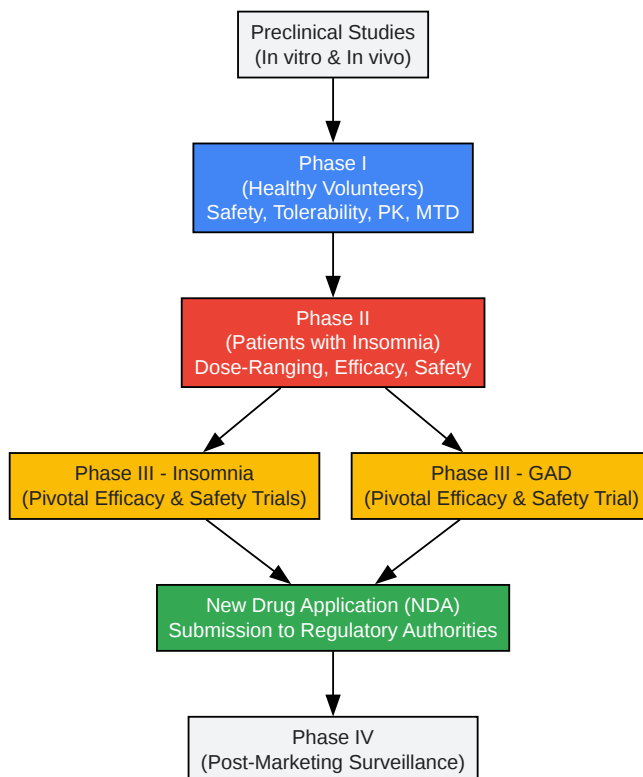 Preclinical Studies
(In vitro & In vivo)
Phase I
(Healthy Volunteers)
Safety, Tolerability, PK, MTD
Phase II
(Patients with Insomnia)
Dose-Ranging, Efficacy, Safety
Phase III - Insomnia
(Pivotal Efficacy & Safety Trials)
Phase III - GAD
(Pivotal Efficacy & Safety Trial)
New Drug Application (NDA)
Submission to Regulatory Authorities
Phase IV
(Post-Marketing Surveillance)